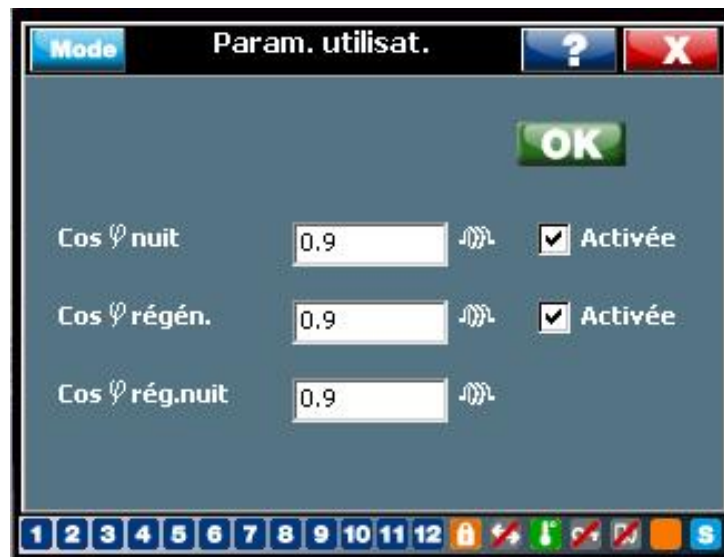 Mode Param. utilisat. ? X
OK
Cos φ nuit 0.9 Activée
Cos φ régén. 0.9 Activée
Cos φ rég.nuit 0.9
1 2 3 4 5 6 7 8 9 10 11 12 S